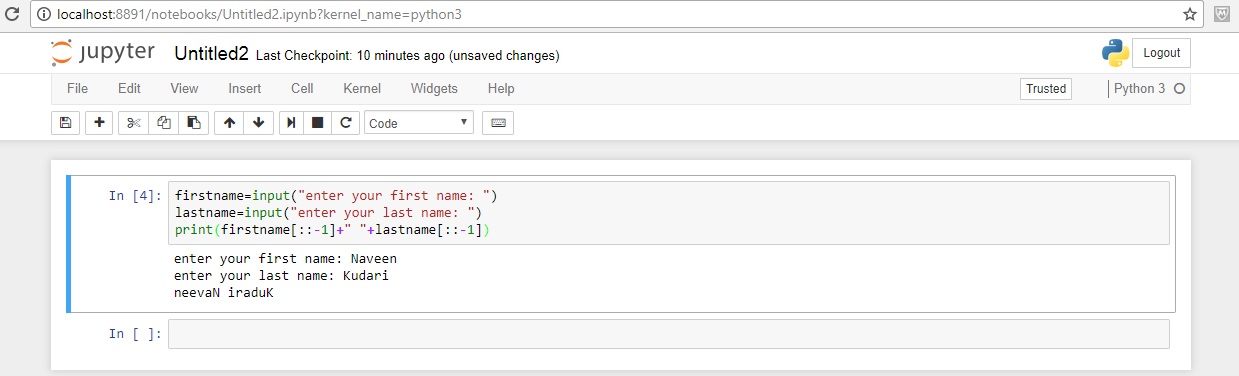 localhost:8891/notebooks/Untitled2.ipynb?kernel_name=python3
jupyter Untitled2 Last Checkpoint: 10 minutes ago (unsaved changes) Logout
File Edit View Insert Cell Kernel Widgets Help Trusted Python 3
Code
In [4]: firstname=input("enter your first name: ")
lastname=input("enter your last name: ")
print(firstname[::-1]+" "+lastname[::-1])
enter your first name: Naveen
enter your last name: Kudari
neevaN iraduK
In [ ]: